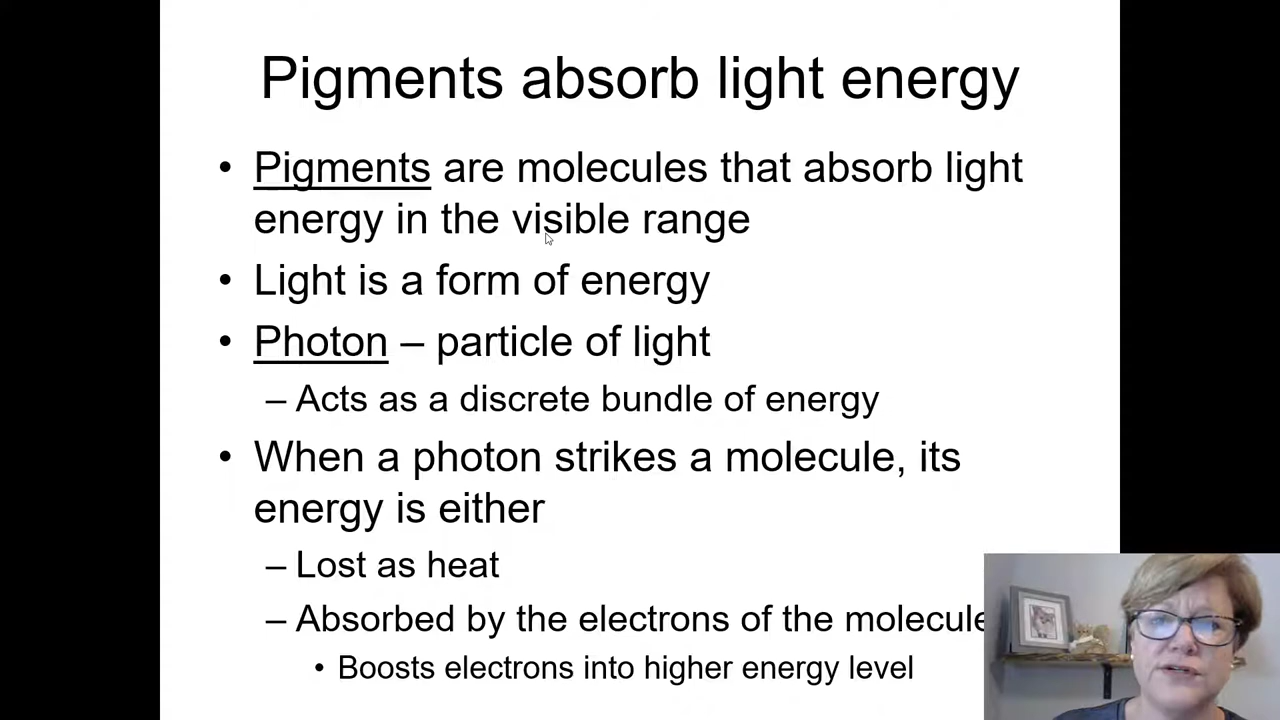 Pigments absorb light energy
• Pigments are molecules that absorb light
energy in the visible range
• Light is a form of energy
• Photon – particle of light
– Acts as a discrete bundle of energy
• When a photon strikes a molecule, its
energy is either
– Lost as heat
– Absorbed by the electrons of the molecule
• Boosts electrons into higher energy level